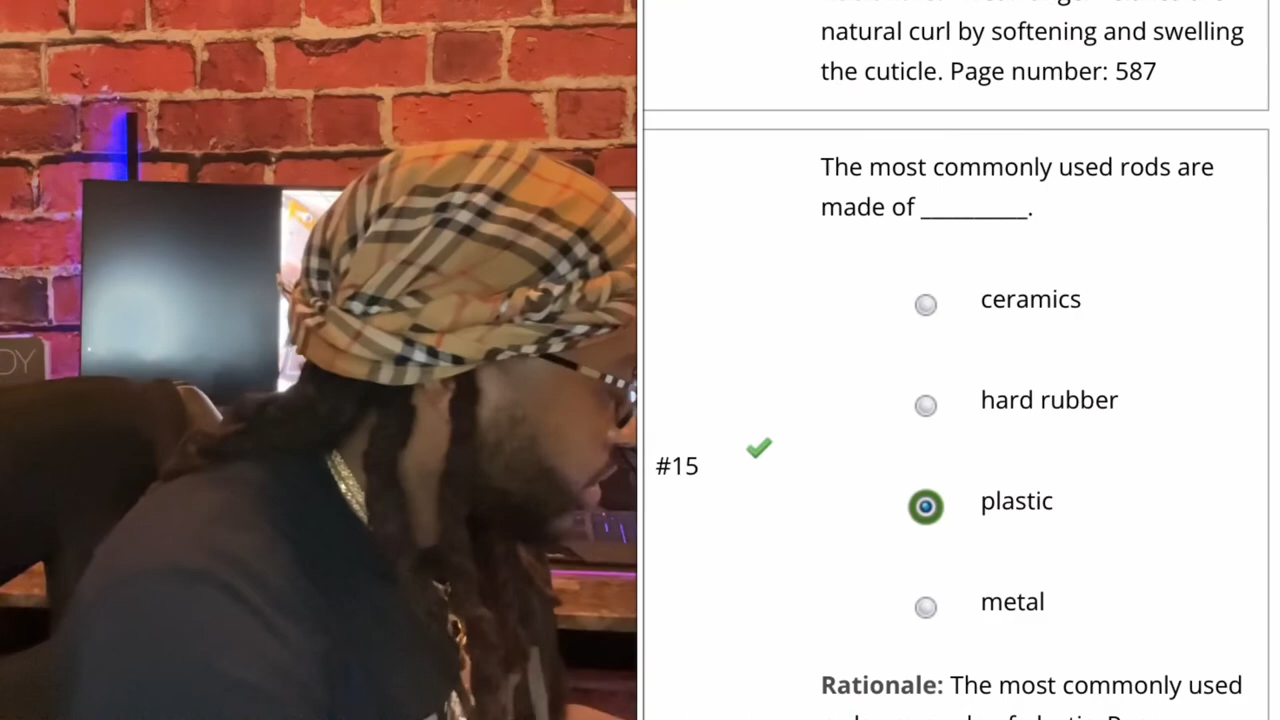 natural curl by softening and swelling
the cuticle. Page number: 587
The most commonly used rods are
made of _________.
ceramics
hard rubber
#15
plastic
metal
Rationale: The most commonly used
OY